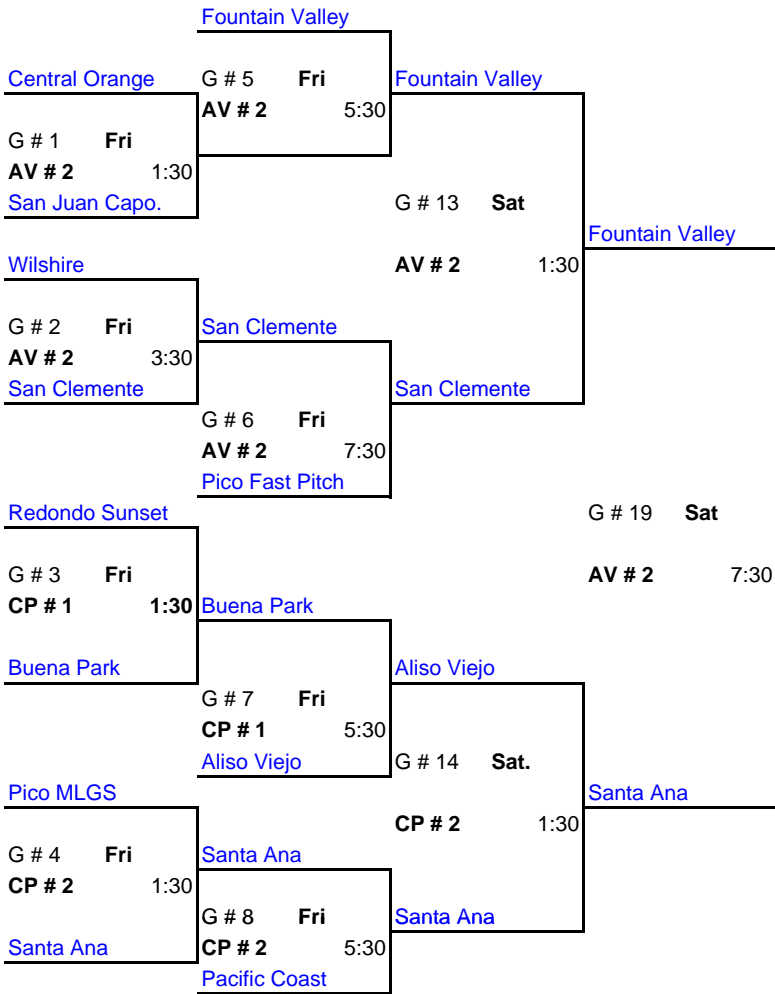 Fountain Valley
Central Orange G # 5 Fri Fountain Valley
AV # 2 5:30
G # 1 Fri
AV # 2 1:30
San Juan Capo. G # 13 Sat
Fountain Valley
Wilshire AV # 2 1:30
G # 2 Fri San Clemente
AV # 2 3:30
San Clemente San Clemente
G # 6 Fri
AV # 2 7:30
Pico Fast Pitch
Redondo Sunset G # 19 Sat
G # 3 Fri AV # 2 7:30
CP # 1 1:30 Buena Park
Buena Park Aliso Viejo
G # 7 Fri
CP # 1 5:30
Aliso Viejo G # 14 Sat.
Pico MLGS Santa Ana
CP # 2 1:30
G # 4 Fri Santa Ana
CP # 2 1:30
G # 8 Fri Santa Ana
Santa Ana CP # 2 5:30
Pacific Coast